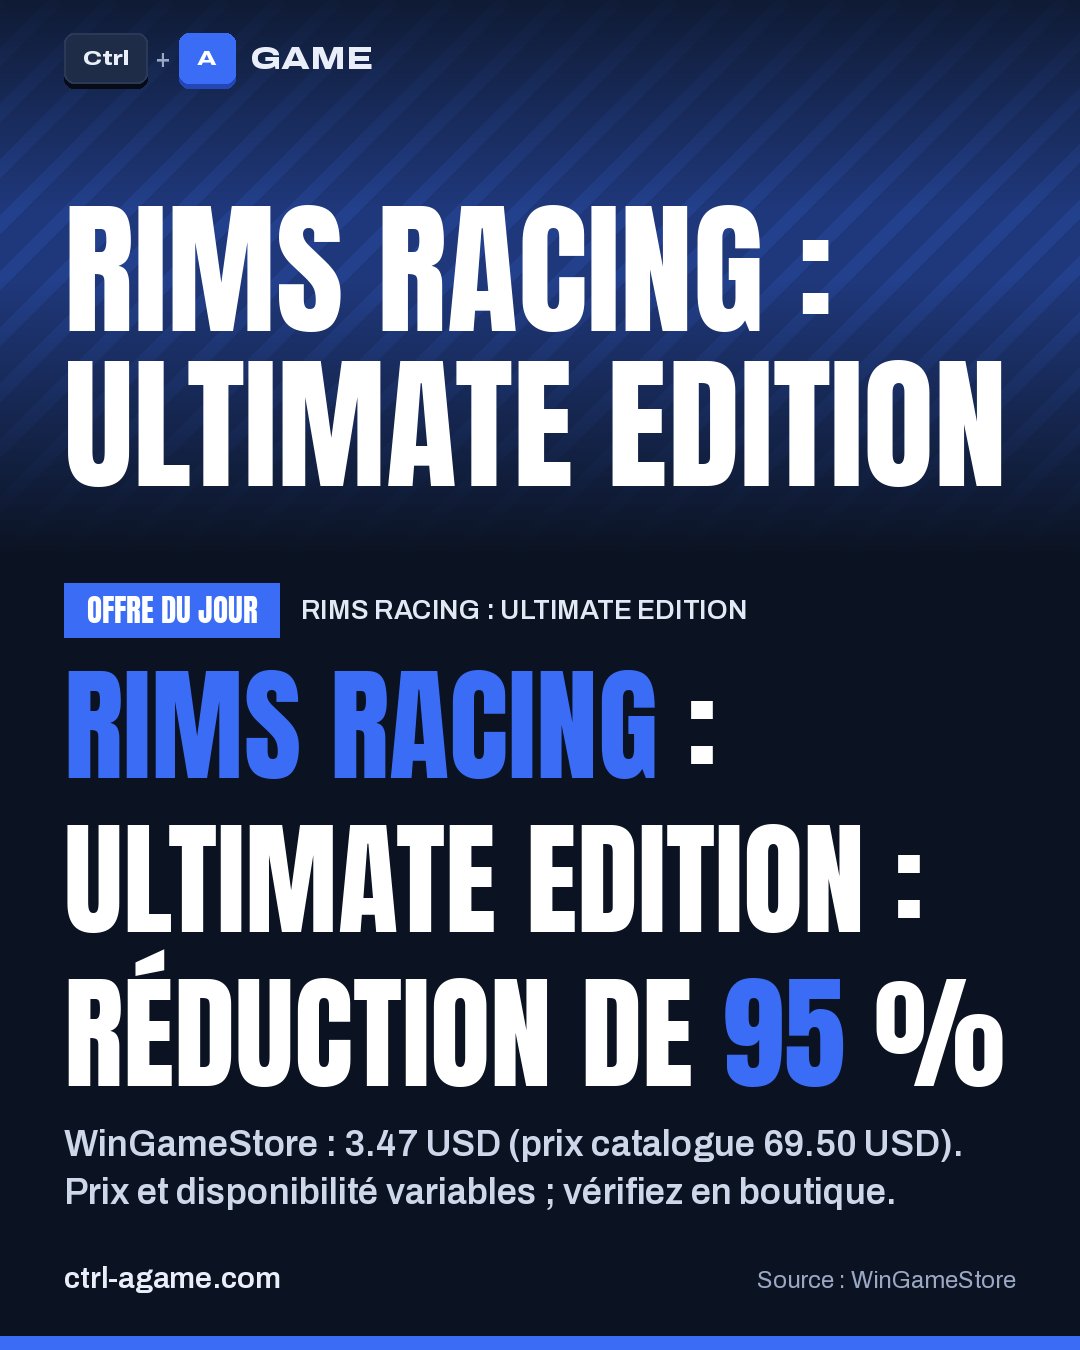 Ctrl + A GAME
RIMS RACING :
ULTIMATE EDITION
OFFRE DU JOUR RIMS RACING : ULTIMATE EDITION
RIMS RACING :
ULTIMATE EDITION :
RÉDUCTION DE 95 %
WinGameStore : 3.47 USD (prix catalogue 69.50 USD).
Prix et disponibilité variables ; vérifiez en boutique.
ctrl-agame.com Source : WinGameStore